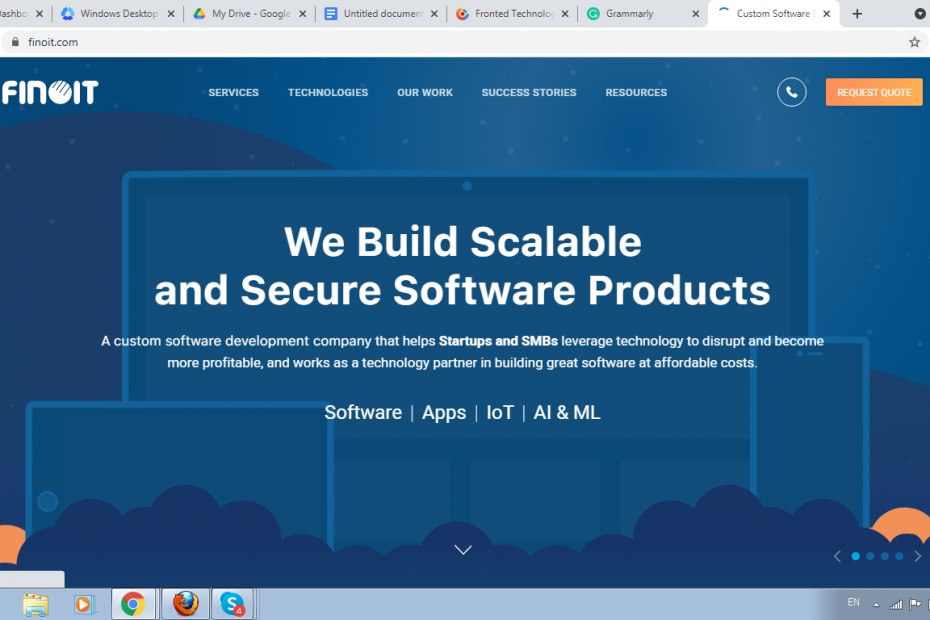 Dashbo
Windows Desktop
My Drive - Google
Untitled document
Fronted Technolog
Grammarly
Custom Software
finoit.com
FINOIT
SERVICES
TECHNOLOGIES
OUR WORK
SUCCESS STORIES
RESOURCES
REQUEST QUOTE
We Build Scalable
and Secure Software Products
A custom software development company that helps Startups and SMBs leverage technology to disrupt and become
more profitable, and works as a technology partner in building great software at affordable costs.
Software | Apps | IoT | AI & ML
4
EN